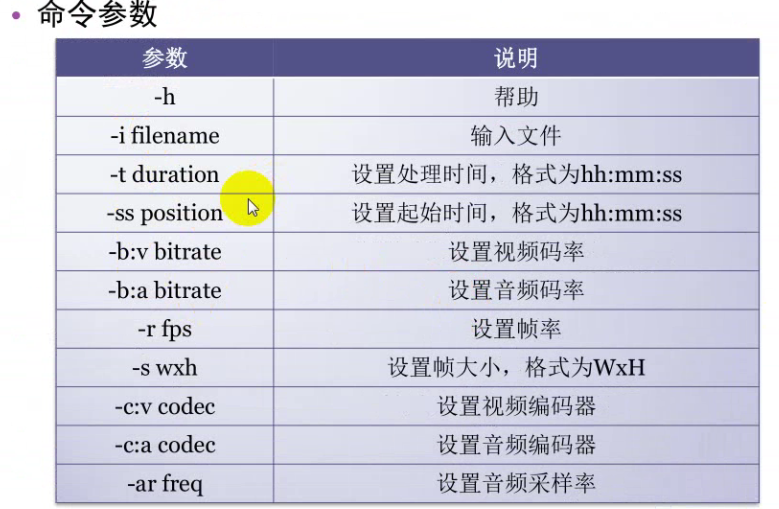 • 命令参数
参数 说明
-h 帮助
-i filename 输入文件
-t duration 设置处理时间，格式为hh:mm:ss
-ss position 设置起始时间，格式为hh:mm:ss
-b:v bitrate 设置视频码率
-b:a bitrate 设置音频码率
-r fps 设置帧率
-s wxh 设置帧大小，格式为WxH
-c:v codec 设置视频编码器
-c:a codec 设置音频编码器
-ar freq 设置音频采样率